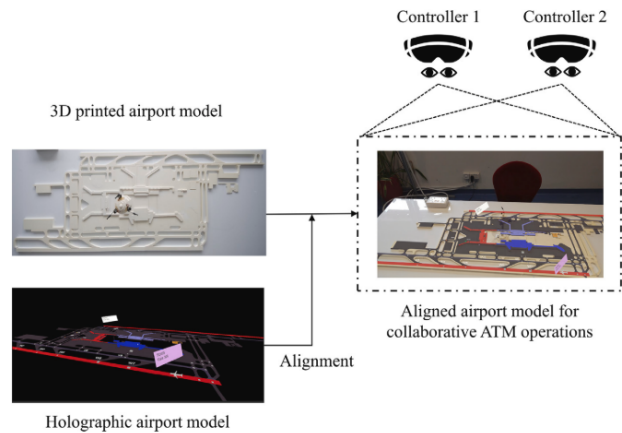 Controller 1
Controller 2
3D printed airport model
Aligned airport model for
collaborative ATM operations
Alignment
Holographic airport model